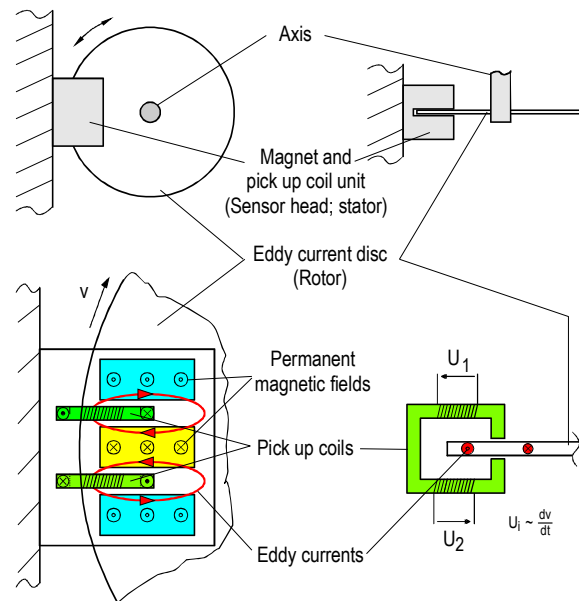 Axis
Magnet and
pick up coil unit
(Sensor head; stator)
Eddy current disc
(Rotor)
v
Permanent
magnetic fields
Pick up coils
Eddy currents
U₁
U₂
Uᵢ ~ dv/dt